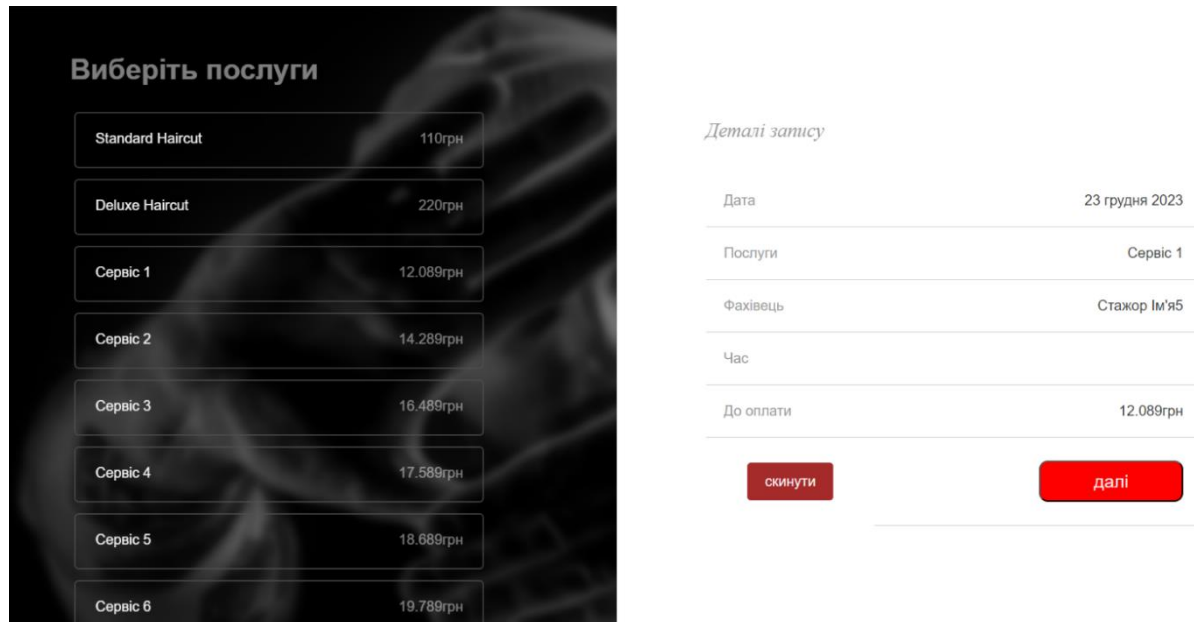 Виберіть послуги
Standard Haircut 110грн
Deluxe Haircut 220грн
Сервіс 1 12.089грн
Сервіс 2 14.289грн
Сервіс 3 16.489грн
Сервіс 4 17.589грн
Сервіс 5 18.689грн
Сервіс 6 19.789грн
Деталі запису
Дата 23 грудня 2023
Послуги Сервіс 1
Фахівець Стажор Ім'я5
Час
До оплати 12.089грн
скинути далі